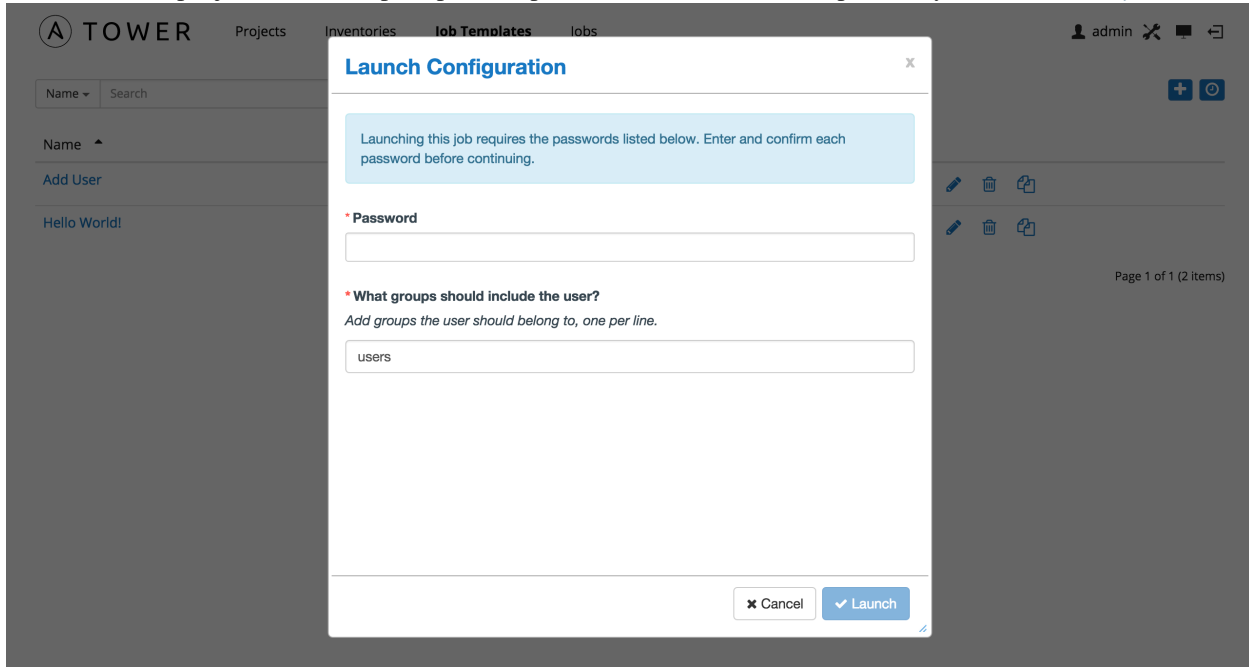 TOWER Projects Inventories Job Templates Jobs admin
Launch Configuration x
Name Search
Launching this job requires the passwords listed below. Enter and confirm each
password before continuing.
Name
Add User
* Password
Hello World!
Page 1 of 1 (2 items)
* What groups should include the user?
Add groups the user should belong to, one per line.
users
Cancel Launch